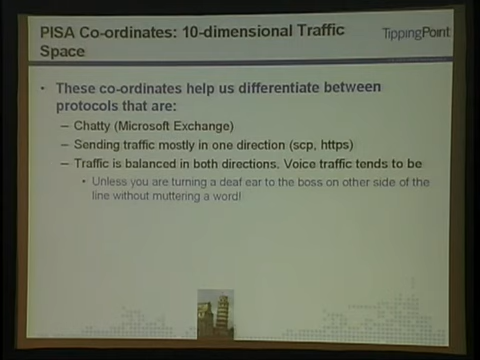 PISA Co-ordinates: 10-dimensional Traffic
Space
TippingPoint
• These co-ordinates help us differentiate between
protocols that are:
– Chatty (Microsoft Exchange)
– Sending traffic mostly in one direction (scp, https)
– Traffic is balanced in both directions. Voice traffic tends to be
• Unless you are turning a deaf ear to the boss on other side of the
line without muttering a word!